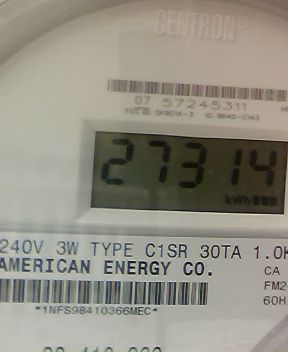 CENTRON®
07 57245311
27314
kWh
240V 3W TYPE C1SR 30TA 1.0K
AMERICAN ENERGY CO.
CA
FM2
60H
*1NFS98410366MEC*